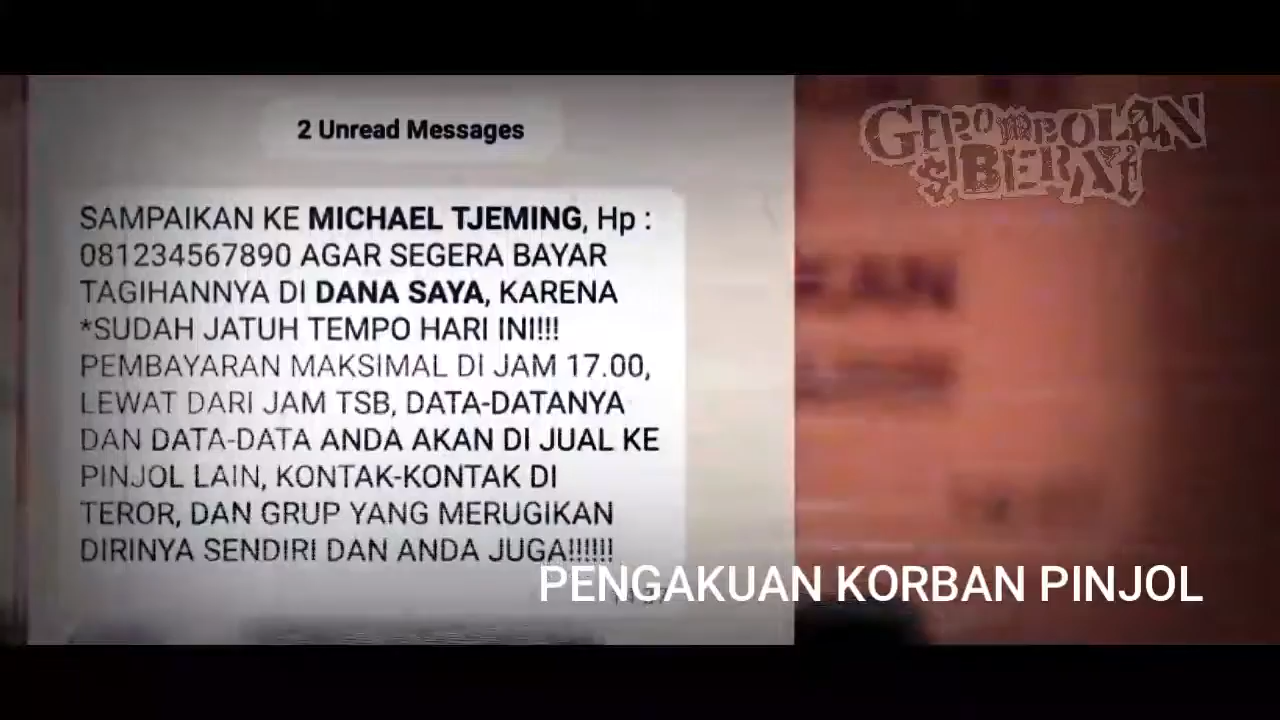 2 Unread Messages
GEROMBOLAN
SIBERAT
SAMPAIKAN KE MICHAEL TJEMING, Hp :
081234567890 AGAR SEGERA BAYAR
TAGIHANNYA DI DANA SAYA, KARENA
*SUDAH JATUH TEMPO HARI INI!!!
PEMBAYARAN MAKSIMAL DI JAM 17.00,
LEWAT DARI JAM TSB, DATA-DATANYA
DAN DATA-DATA ANDA AKAN DI JUAL KE
PINJOL LAIN, KONTAK-KONTAK DI
TEROR, DAN GRUP YANG MERUGIKAN
DIRINYA SENDIRI DAN ANDA JUGA!!!!!!
PENGAKUAN KORBAN PINJOL